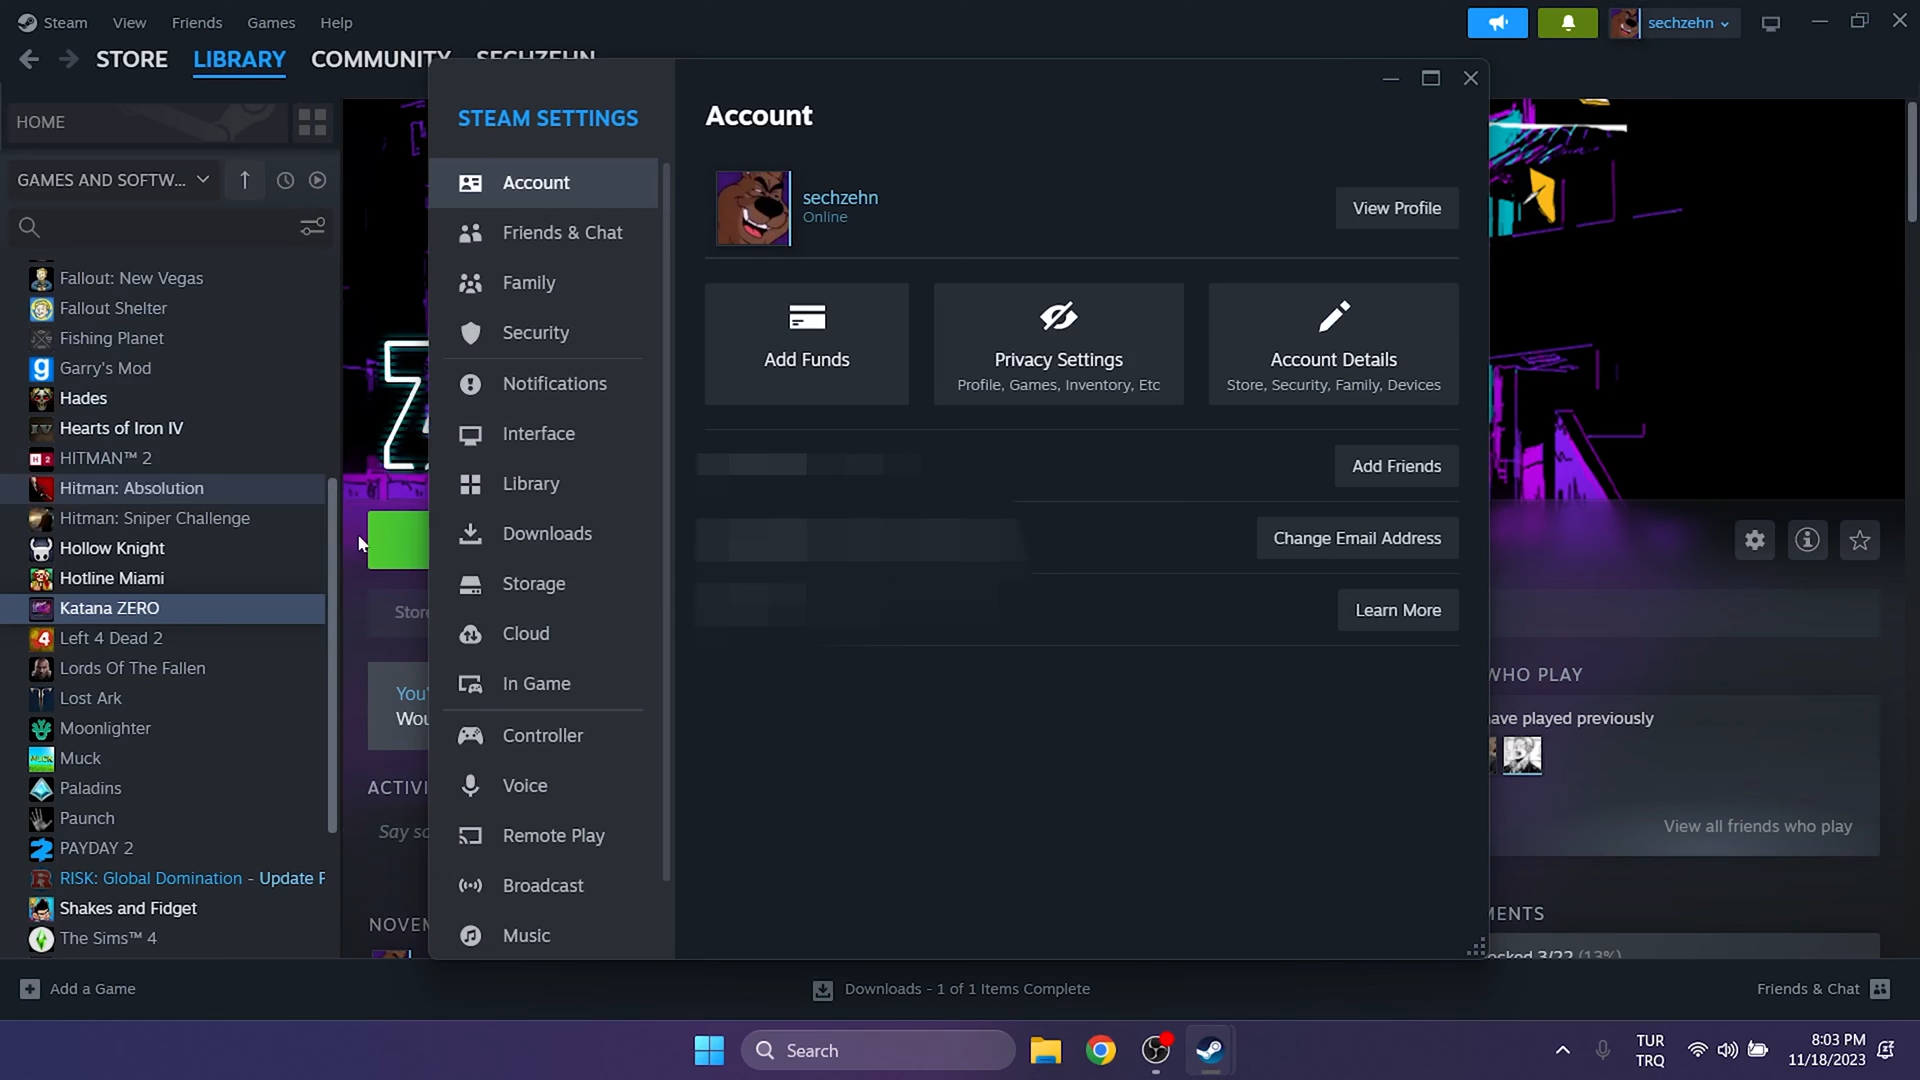 Steam View Friends Games Help
sechzehn
STORE LIBRARY COMMUNITY SECHZEHN
HOME
GAMES AND SOFTW...
Fallout: New Vegas
Fallout Shelter
Fishing Planet
Garry's Mod
Hades
Hearts of Iron IV
HITMAN™ 2
Hitman: Absolution
Hitman: Sniper Challenge
Hollow Knight
Hotline Miami
Katana ZERO
Left 4 Dead 2
Lords Of The Fallen
Lost Ark
Moonlighter
Muck
Paladins
Paunch
PAYDAY 2
RISK: Global Domination - Update
Shakes and Fidget
The Sims™ 4
STEAM SETTINGS
Account
Friends & Chat
Family
Security
Notifications
Interface
Library
Downloads
Storage
Cloud
In Game
Controller
Voice
Remote Play
Broadcast
Music
Account
sechzehn
Online
View Profile
Add Funds
Privacy Settings
Profile, Games, Inventory, Etc
Account Details
Store, Security, Family, Devices
Add Friends
Change Email Address
Learn More
WHO PLAY
have played previously
View all friends who play
Add a Game
Downloads - 1 of 1 Items Complete
Friends & Chat
Search
TUR
TRQ
8:03 PM
11/18/2023